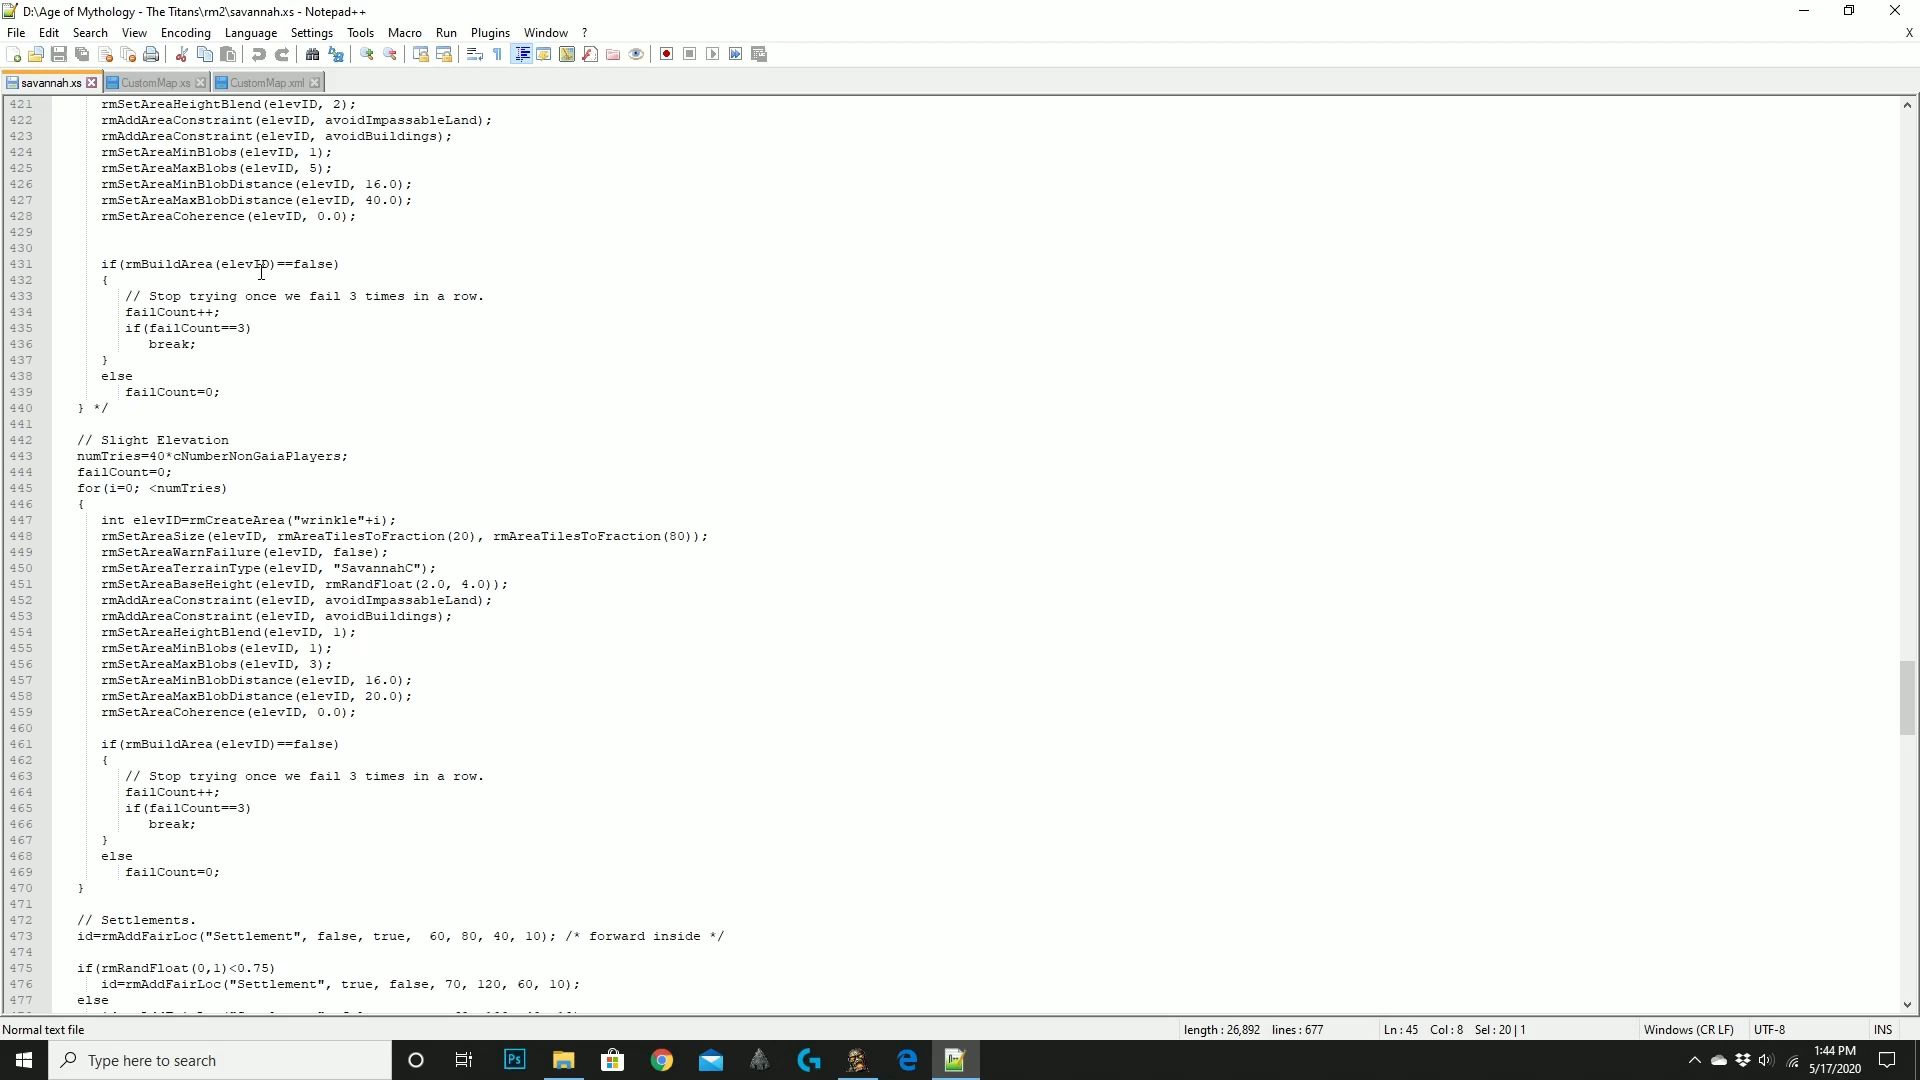 D:\Age of Mythology - The Titans\rm2\savannah.xs - Notepad++
File Edit Search View Encoding Language Settings Tools Macro Run Plugins Window ? X
savannah.xs CustomMap.xs CustomMap.xml
421 rmSetAreaHeightBlend(elevID, 2);
422 rmAddAreaConstraint(elevID, avoidImpassableLand);
423 rmAddAreaConstraint(elevID, avoidBuildings);
424 rmSetAreaMinBlobs(elevID, 1);
425 rmSetAreaMaxBlobs(elevID, 5);
426 rmSetAreaMinBlobDistance(elevID, 16.0);
427 rmSetAreaMaxBlobDistance(elevID, 40.0);
428 rmSetAreaCoherence(elevID, 0.0);
429
430
431 if(rmBuildArea(elevID)==false)
432 {
433 // Stop trying once we fail 3 times in a row.
434 failCount++;
435 if(failCount==3)
436 break;
437 }
438 else
439 failCount=0;
440 } */
441
442 // Slight Elevation
443 numTries=40*cNumberNonGaiaPlayers;
444 failCount=0;
445 for(i=0; <numTries)
446 {
447 int elevID=rmCreateArea("wrinkle"+i);
448 rmSetAreaSize(elevID, rmAreaTilesToFraction(20), rmAreaTilesToFraction(80));
449 rmSetAreaWarnFailure(elevID, false);
450 rmSetAreaTerrainType(elevID, "SavannahC");
451 rmSetAreaBaseHeight(elevID, rmRandFloat(2.0, 4.0));
452 rmAddAreaConstraint(elevID, avoidImpassableLand);
453 rmAddAreaConstraint(elevID, avoidBuildings);
454 rmSetAreaHeightBlend(elevID, 1);
455 rmSetAreaMinBlobs(elevID, 1);
456 rmSetAreaMaxBlobs(elevID, 3);
457 rmSetAreaMinBlobDistance(elevID, 16.0);
458 rmSetAreaMaxBlobDistance(elevID, 20.0);
459 rmSetAreaCoherence(elevID, 0.0);
460
461 if(rmBuildArea(elevID)==false)
462 {
463 // Stop trying once we fail 3 times in a row.
464 failCount++;
465 if(failCount==3)
466 break;
467 }
468 else
469 failCount=0;
470 }
471
472 // Settlements.
473 id=rmAddFairLoc("Settlement", false, true, 60, 80, 40, 10); /* forward inside */
474
475 if(rmRandFloat(0,1)<0.75)
476 id=rmAddFairLoc("Settlement", true, false, 70, 120, 60, 10);
477 else
Normal text file length : 26,892 lines : 677 Ln : 45 Col : 8 Sel : 20 | 1 Windows (CR LF) UTF-8 INS
Type here to search Ps 1:44 PM
5/17/2020